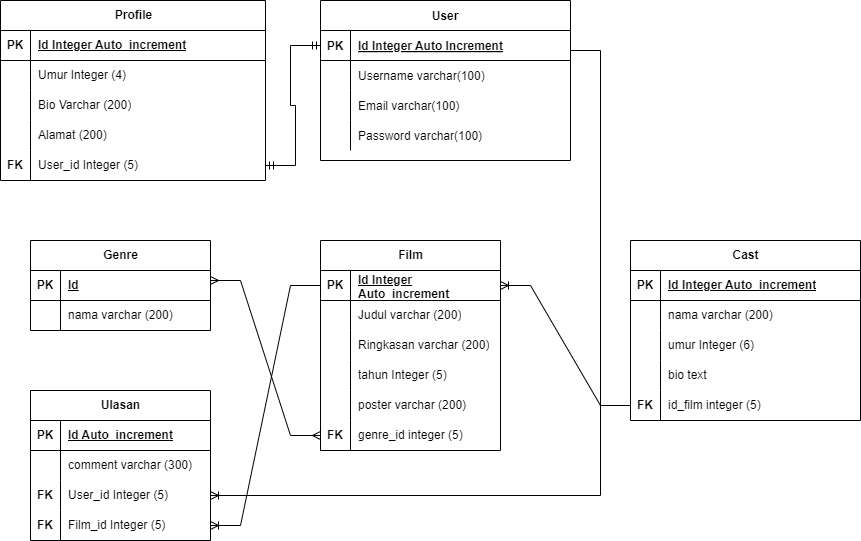 Profile
PK Id Integer Auto_increment
Umur Integer (4)
Bio Varchar (200)
Alamat (200)
FK User_id Integer (5)
User
PK Id Integer Auto Increment
Username varchar(100)
Email varchar(100)
Password varchar(100)
Genre
PK Id
nama varchar (200)
Film
PK Id Integer
Auto_increment
Judul varchar (200)
Ringkasan varchar (200)
tahun Integer (5)
poster varchar (200)
FK genre_id integer (5)
Cast
PK Id Integer Auto_increment
nama varchar (200)
umur Integer (6)
bio text
FK id_film integer (5)
Ulasan
PK Id Auto_increment
comment varchar (300)
FK User_id Integer (5)
FK Film_id Integer (5)